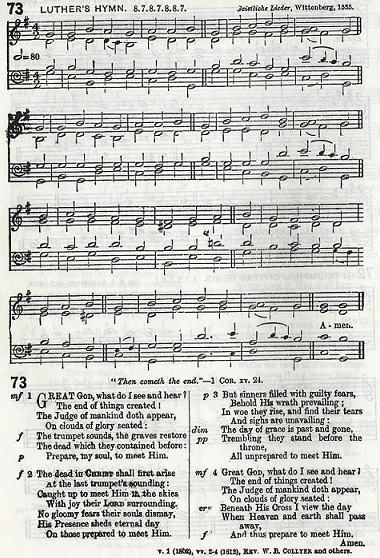 73 LUTHER'S HYMN. 8.7.8.7.8.8.7. Geistliche Lieder, Wittenberg, 1535.
=80
A - men.
73 "Then cometh the end."—1 COR. xv. 24.
mf 1 GREAT GOD, what do I see and hear?
The end of things created!
The Judge of mankind doth appear,
On clouds of glory seated:
f The trumpet sounds, the graves restore
The dead which they contained before:
p Prepare, my soul, to meet Him.
f 2 The dead in CHRIST shall first arise
At the last trumpet's sounding:
Caught up to meet Him in the skies
With joy their LORD surrounding,
No gloomy fears their souls dismay,
His Presence sheds eternal day
On those prepared to meet Him.
p 3 But sinners filled with guilty fears,
Behold His wrath prevailing;
In woe they rise, and find their tears
And sighs are unavailing:
dim The day of grace is past and gone,
pp Trembling they stand before the
throne,
All unprepared to meet Him.
mf 4 Great GOD, what do I see and hear?
The end of things created!
The Judge of mankind doth appear,
On clouds of glory seated:
cr Beneath His Cross I view the day
When Heaven and earth shall pass
away,
f And thus prepare to meet Him.
Amen.
v. 1 (1802), vv. 2-4 (1812), REV. W. B. COLLYER and others.